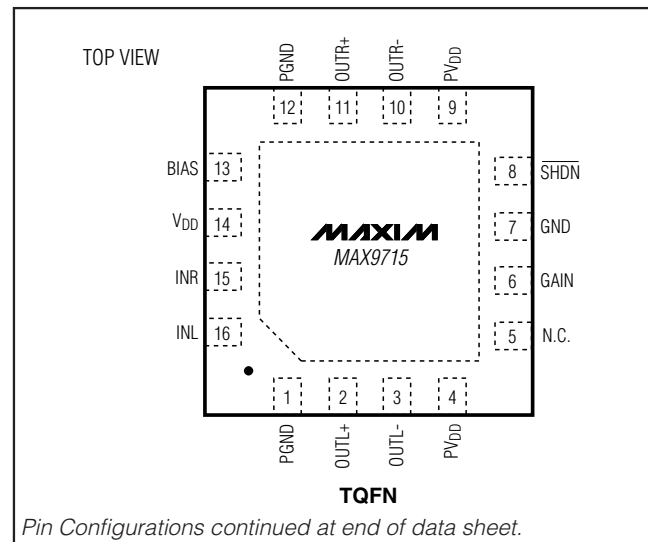 TOP VIEW
PGND
OUTR+
OUTR-
PVDD
12
11
10
9
BIAS 13
VDD 14
INR 15
INL 16
8 SHDN
7 GND
6 GAIN
5 N.C.
MAXIM
MAX9715
1
2
3
4
PGND
OUTL+
OUTL-
PVDD
TQFN
Pin Configurations continued at end of data sheet.